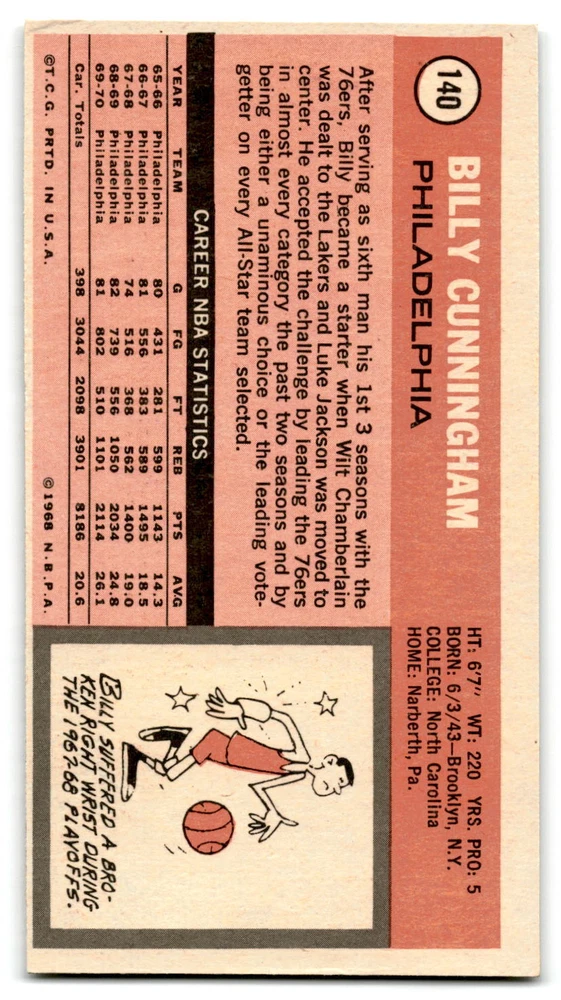 140
BILLY CUNNINGHAM
PHILADELPHIA
HT: 6'7" WT: 220 YRS. PRO: 5
BORN: 6/3/43—Brooklyn, N.Y.
COLLEGE: North Carolina
HOME: Narberth, Pa.
After serving as sixth man his 1st 3 seasons with the
76ers, Billy became a starter when Wilt Chamberlain
was dealt to the Lakers and Luke Jackson was moved to
center. He accepted the challenge by leading the 76ers
in almost every category the past two seasons and by
being either a unaminous choice or the leading vote-
getter on every All-Star team selected.
CAREER NBA STATISTICS
YEAR TEAM G FG FT REB PTS AVG
65-66 Philadelphia 80 431 281 599 1143 14.3
66-67 Philadelphia 81 556 383 589 1495 18.5
67-68 Philadelphia 74 516 368 562 1400 19.0
68-69 Philadelphia 82 739 556 1050 2034 24.8
69-70 Philadelphia 81 802 510 1101 2114 26.1
Car. Totals 398 3044 2098 3901 8186 20.6
©T.C.G. PRTD. IN U.S.A. ©1968 N.B.P.A.
BILLY SUFFERED A BRO-
KEN RIGHT WRIST DURING
THE 1967-68 PLAYOFFS.